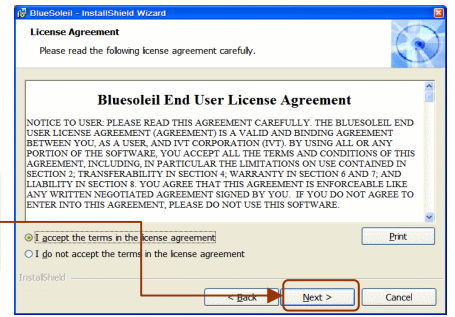 BlueSoleil - InstallShield Wizard
License Agreement
Please read the following license agreement carefully.
Bluesoleil End User License Agreement
NOTICE TO USER: PLEASE READ THIS AGREEMENT CAREFULLY. THE BLUESOLEIL END
USER LICENSE AGREEMENT (AGREEMENT) IS A VALID AND BINDING AGREEMENT
BETWEEN YOU, AS A USER, AND IVT CORPORATION (IVT). BY USING ALL OR ANY
PORTION OF THE SOFTWARE, YOU ACCEPT ALL THE TERMS AND CONDITIONS OF THIS
AGREEMENT, INCLUDING, IN PARTICULAR THE LIMITATIONS ON USE CONTAINED IN
SECTION 2; TRANSFERABILITY IN SECTION 4; WARRANTY IN SECTION 6 AND 7; AND
LIABILITY IN SECTION 8. YOU AGREE THAT THIS AGREEMENT IS ENFORCEABLE LIKE
ANY WRITTEN NEGOTIATED AGREEMENT SIGNED BY YOU. IF YOU DO NOT AGREE TO
ENTER INTO THIS AGREEMENT, PLEASE DO NOT USE THIS SOFTWARE.
I accept the terms in the license agreement
Print
I do not accept the terms in the license agreement
InstallShield
< Back
Next >
Cancel